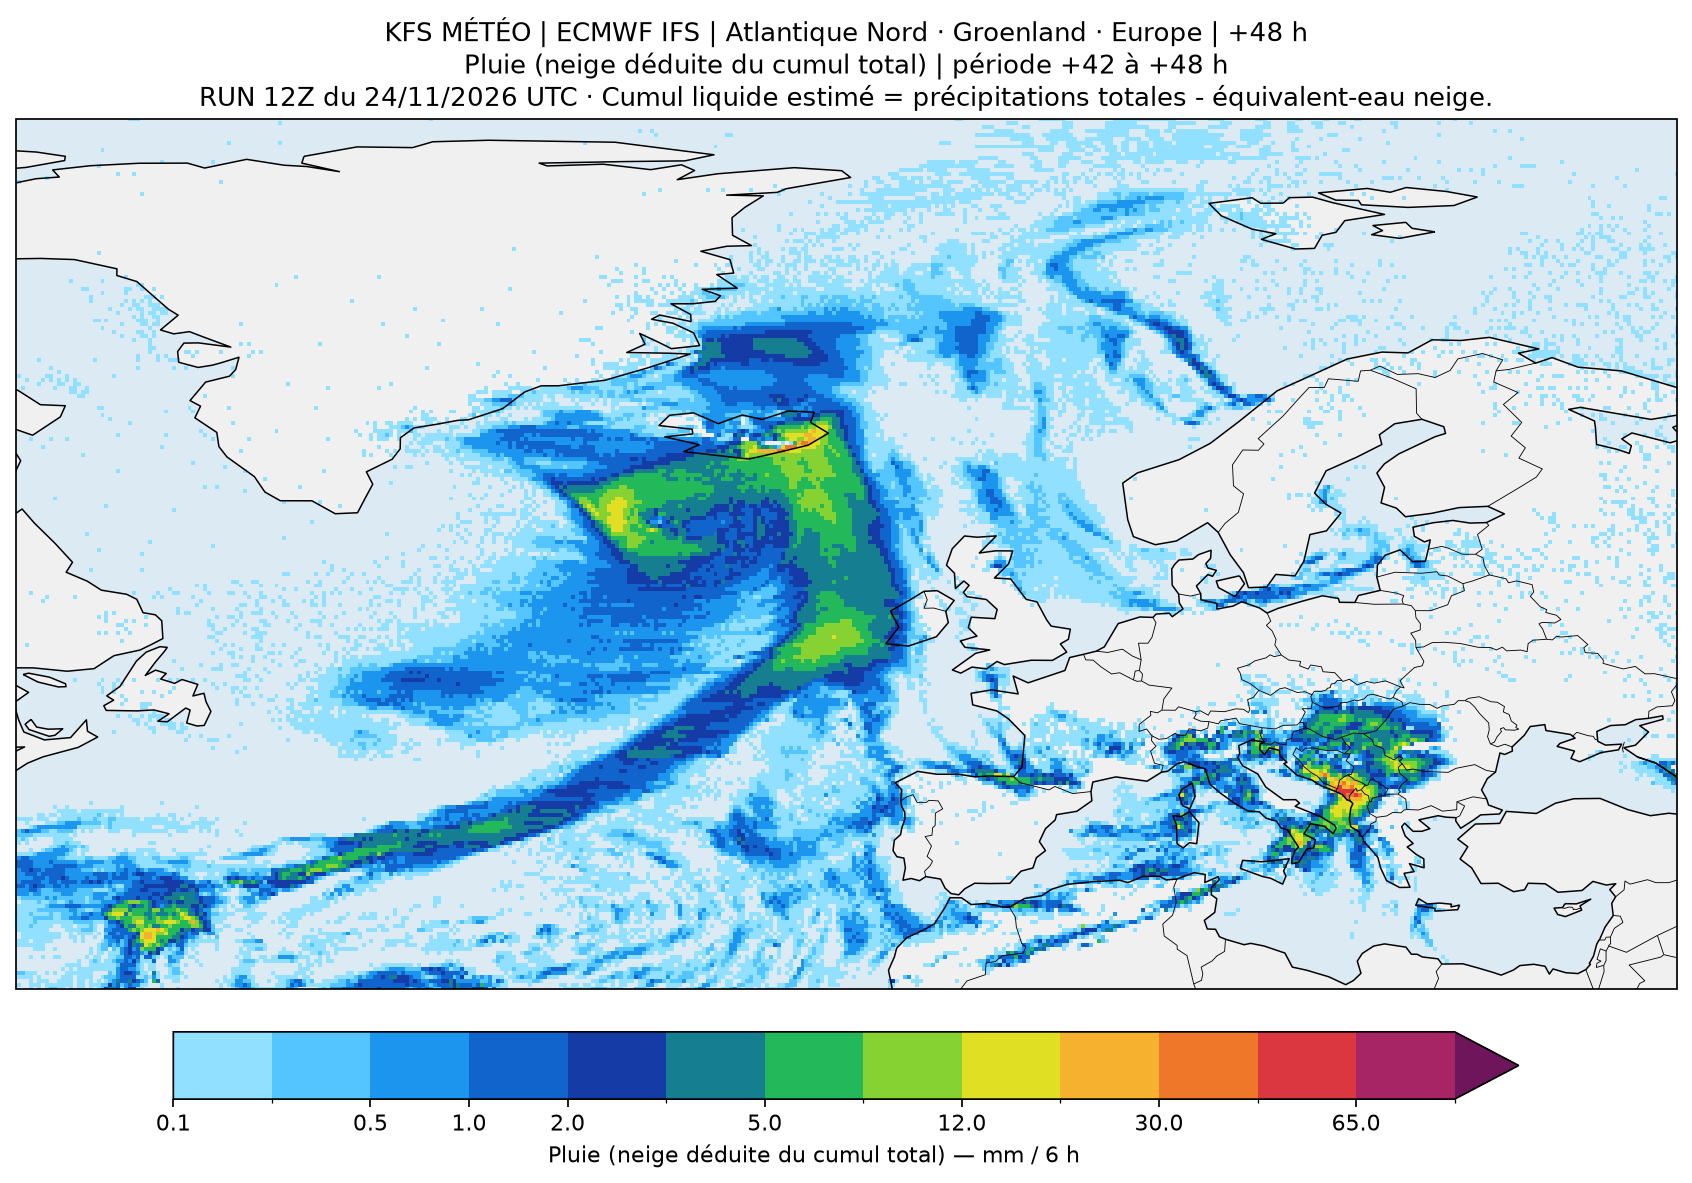 KFS MÉTÉO | ECMWF IFS | Atlantique Nord · Groenland · Europe | +48 h
Pluie (neige déduite du cumul total) | période +42 à +48 h
RUN 12Z du 24/11/2026 UTC · Cumul liquide estimé = précipitations totales - équivalent-eau neige.
0.1 0.5 1.0 2.0 5.0 12.0 30.0 65.0
Pluie (neige déduite du cumul total) — mm / 6 h